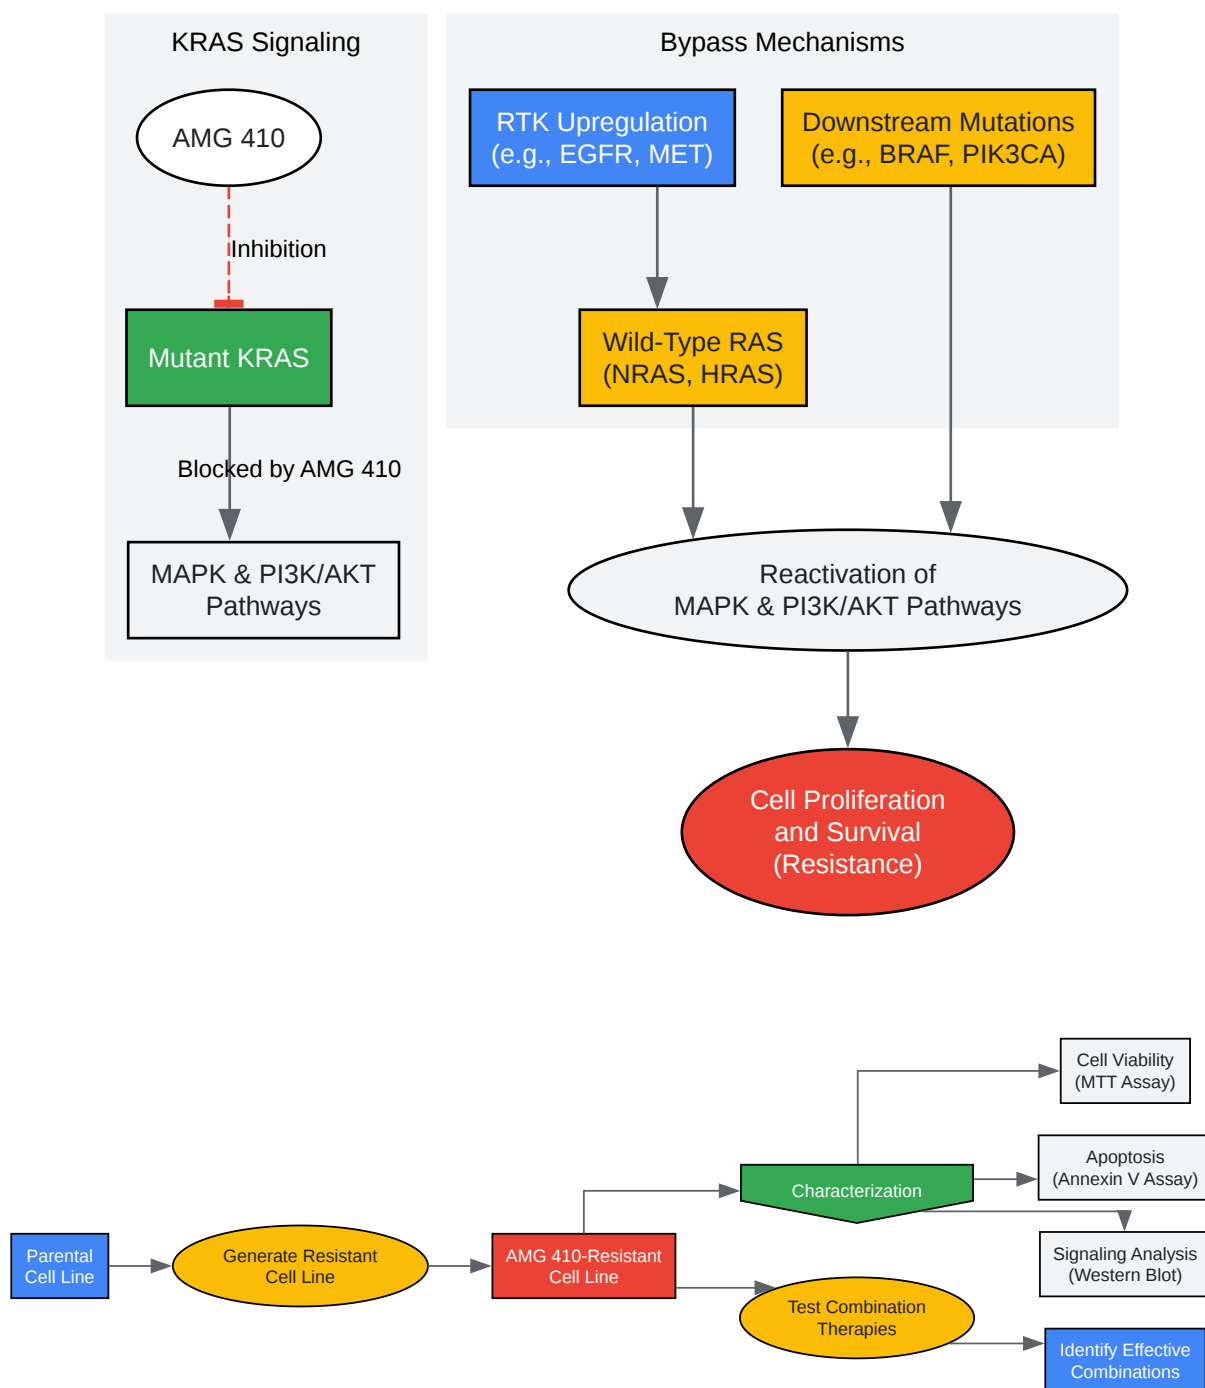 KRAS Signaling
AMG 410
Inhibition
Mutant KRAS
Blocked by AMG 410
MAPK & PI3K/AKT
Pathways
Bypass Mechanisms
RTK Upregulation
(e.g., EGFR, MET)
Downstream Mutations
(e.g., BRAF, PIK3CA)
Wild-Type RAS
(NRAS, HRAS)
Reactivation of
MAPK & PI3K/AKT Pathways
Cell Proliferation
and Survival
(Resistance)
Parental
Cell Line
Generate Resistant
Cell Line
AMG 410-Resistant
Cell Line
Characterization
Cell Viability
(MTT Assay)
Apoptosis
(Annexin V Assay)
Signaling Analysis
(Western Blot)
Test Combination
Therapies
Identify Effective
Combinations